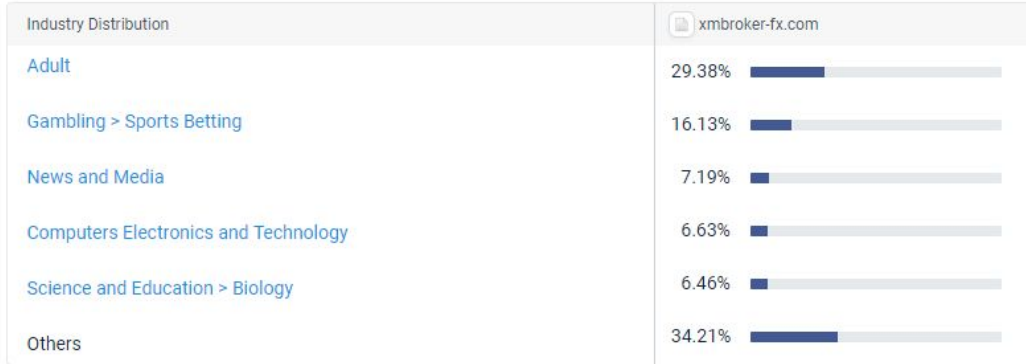 Industry Distribution xmbroker-fx.com
Adult 29.38%
Gambling > Sports Betting 16.13%
News and Media 7.19%
Computers Electronics and Technology 6.63%
Science and Education > Biology 6.46%
Others 34.21%